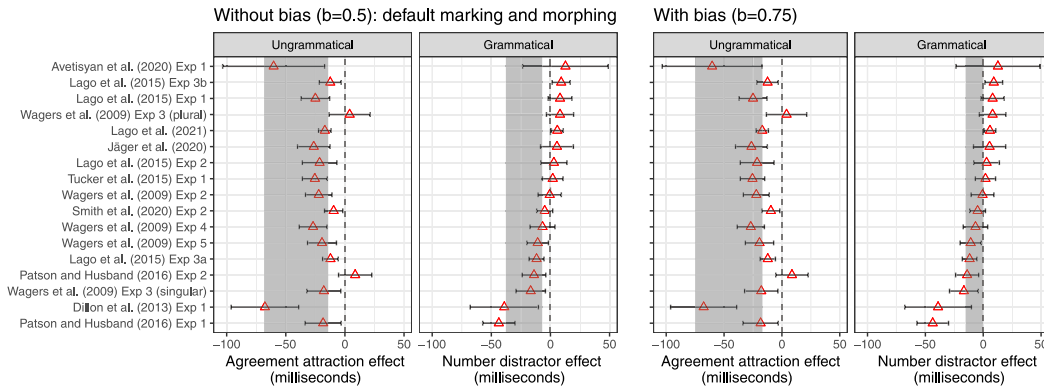 Without bias (b=0.5): default marking and morphing
With bias (b=0.75)
Ungrammatical
Grammatical
Ungrammatical
Grammatical
Avetisyan et al. (2020) Exp 1
Lago et al. (2015) Exp 3b
Lago et al. (2015) Exp 1
Wagers et al. (2009) Exp 3 (plural)
Lago et al. (2021)
Jäger et al. (2020)
Lago et al. (2015) Exp 2
Tucker et al. (2015) Exp 1
Wagers et al. (2009) Exp 2
Smith et al. (2020) Exp 2
Wagers et al. (2009) Exp 4
Wagers et al. (2009) Exp 5
Lago et al. (2015) Exp 3a
Patson and Husband (2016) Exp 2
Wagers et al. (2009) Exp 3 (singular)
Dillon et al. (2013) Exp 1
Patson and Husband (2016) Exp 1
−100 −50 0 50
−100 −50 0 50
−100 −50 0 50
−100 −50 0 50
Agreement attraction effect
(milliseconds)
Number distractor effect
(milliseconds)
Agreement attraction effect
(milliseconds)
Number distractor effect
(milliseconds)